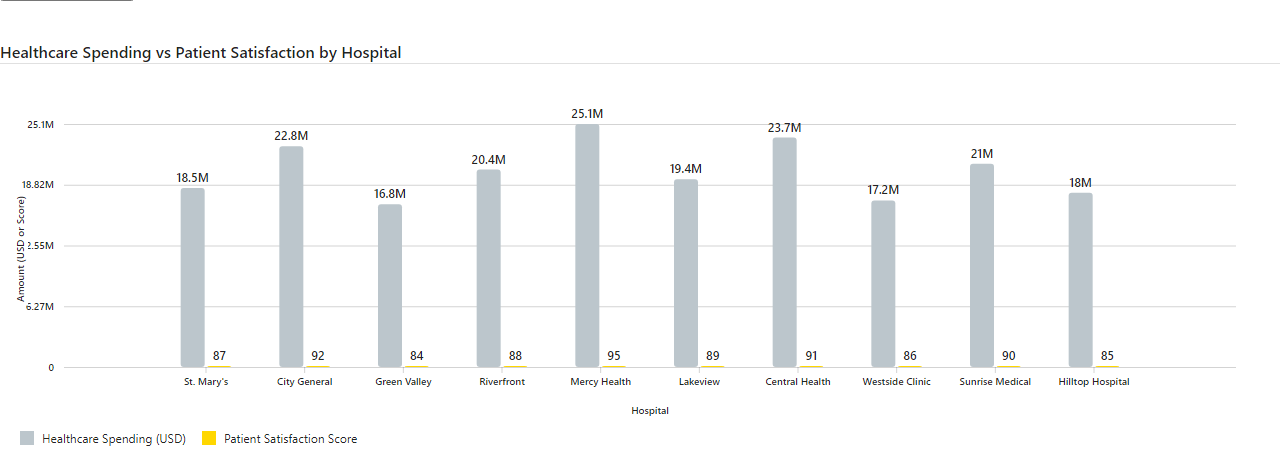 Healthcare Spending vs Patient Satisfaction by Hospital
25.1M
18.82M
2.55M
6.27M
0
Amount (USD or Score)
18.5M
22.8M
16.8M
20.4M
25.1M
19.4M
23.7M
17.2M
21M
18M
87
92
84
88
95
89
91
86
90
85
St. Mary's
City General
Green Valley
Riverfront
Mercy Health
Lakeview
Central Health
Westside Clinic
Sunrise Medical
Hilltop Hospital
Hospital
Healthcare Spending (USD)
Patient Satisfaction Score